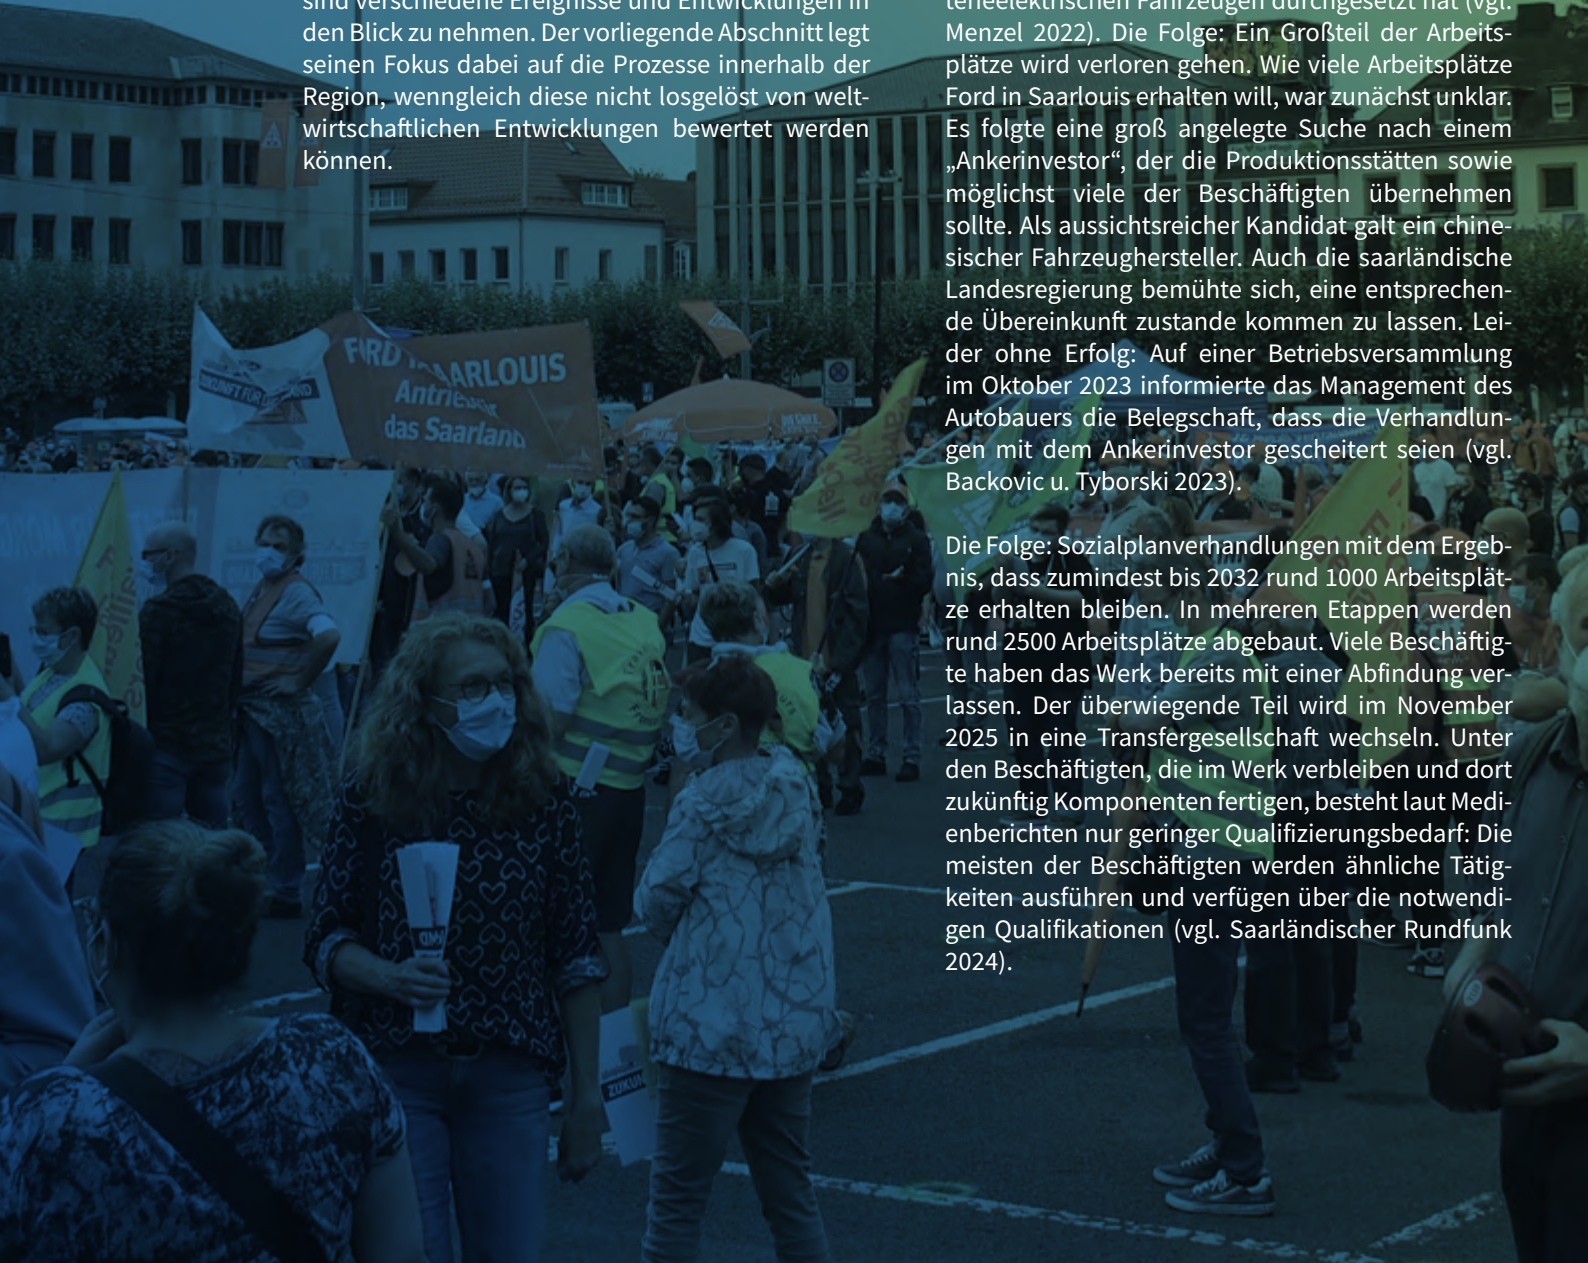 sind verschiedene Ereignisse und Entwicklungen in
den Blick zu nehmen. Der vorliegende Abschnitt legt
seinen Fokus dabei auf die Prozesse innerhalb der
Region, wenngleich diese nicht losgelöst von welt-
wirtschaftlichen Entwicklungen bewertet werden
können.
teneelektrischen Fahrzeugen durchgesetzt hat (vgl.
Menzel 2022). Die Folge: Ein Großteil der Arbeits-
plätze wird verloren gehen. Wie viele Arbeitsplätze
Ford in Saarlouis erhalten will, war zunächst unklar.
Es folgte eine groß angelegte Suche nach einem
„Ankerinvestor“, der die Produktionsstätten sowie
möglichst viele der Beschäftigten übernehmen
sollte. Als aussichtsreicher Kandidat galt ein chine-
sischer Fahrzeughersteller. Auch die saarländische
Landesregierung bemühte sich, eine entsprechen-
de Übereinkunft zustande kommen zu lassen. Lei-
der ohne Erfolg: Auf einer Betriebsversammlung
im Oktober 2023 informierte das Management des
Autobauers die Belegschaft, dass die Verhandlun-
gen mit dem Ankerinvestor gescheitert seien (vgl.
Backovic u. Tyborski 2023).
Die Folge: Sozialplanverhandlungen mit dem Ergeb-
nis, dass zumindest bis 2032 rund 1000 Arbeitsplät-
ze erhalten bleiben. In mehreren Etappen werden
rund 2500 Arbeitsplätze abgebaut. Viele Beschäftig-
te haben das Werk bereits mit einer Abfindung ver-
lassen. Der überwiegende Teil wird im November
2025 in eine Transfergesellschaft wechseln. Unter
den Beschäftigten, die im Werk verbleiben und dort
zukünftig Komponenten fertigen, besteht laut Medi-
enberichten nur geringer Qualifizierungsbedarf: Die
meisten der Beschäftigten werden ähnliche Tätig-
keiten ausführen und verfügen über die notwendi-
gen Qualifikationen (vgl. Saarländischer Rundfunk
2024).
das Saarland